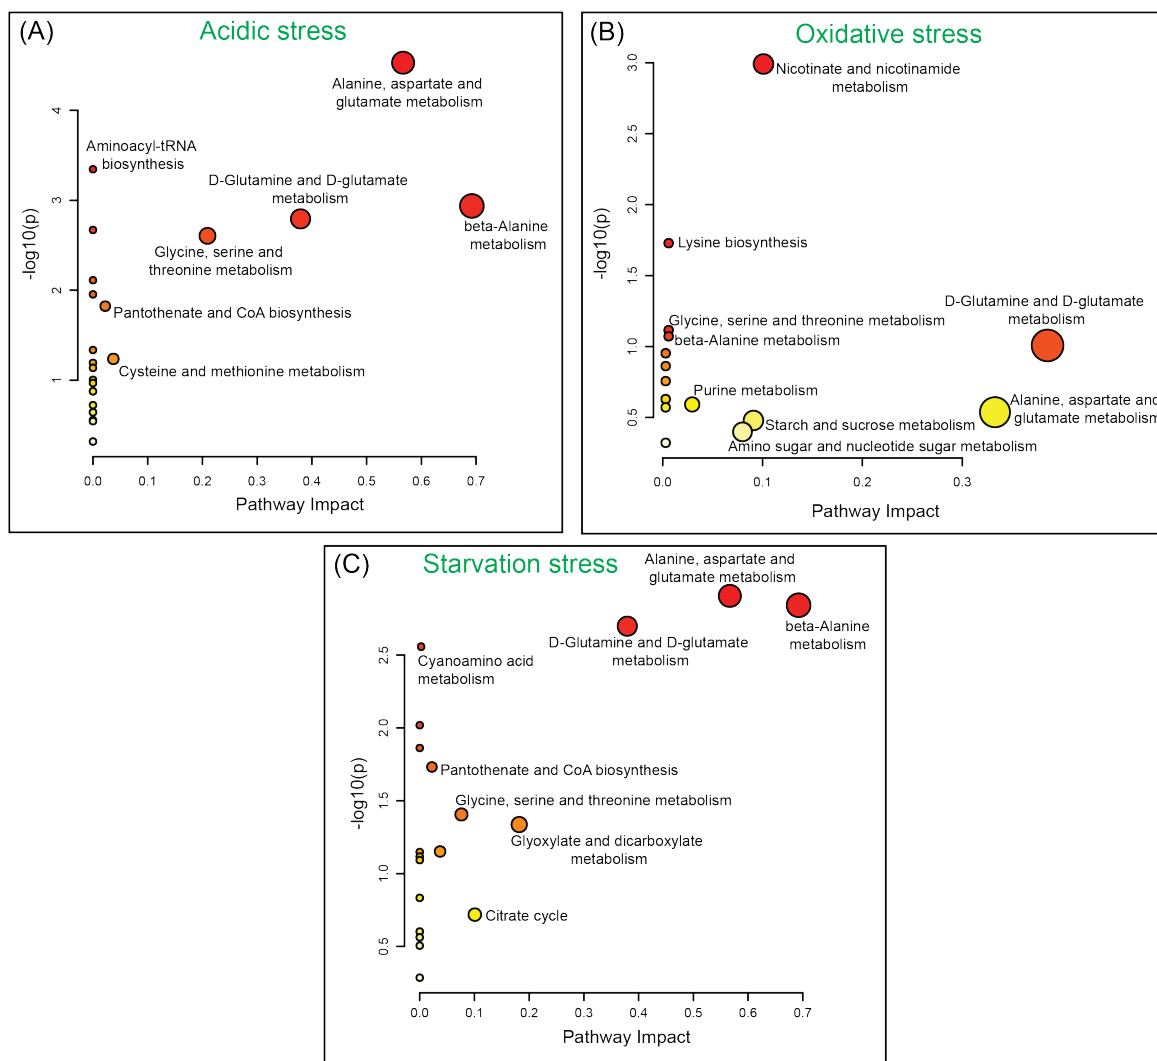 (A)
Acidic stress
Alanine, aspartate and
glutamate metabolism
4
Aminoacyl-tRNA
biosynthesis
D-Glutamine and D-glutamate
metabolism
3
beta-Alanine
metabolism
Glycine, serine and
threonine metabolism
-log10(p)
2
Pantothenate and CoA biosynthesis
Cysteine and methionine metabolism
1
0.0 0.1 0.2 0.3 0.4 0.5 0.6 0.7
Pathway Impact
(B)
Oxidative stress
3.0
Nicotinate and nicotinamide
metabolism
2.5
2.0
Lysine biosynthesis
-log10(p)
1.5
D-Glutamine and D-glutamate
metabolism
Glycine, serine and threonine metabolism
beta-Alanine metabolism
1.0
Purine metabolism
Alanine, aspartate and
glutamate metabolism
0.5
Starch and sucrose metabolism
Amino sugar and nucleotide sugar metabolism
0.0 0.1 0.2 0.3
Pathway Impact
(C)
Starvation stress
Alanine, aspartate and
glutamate metabolism
beta-Alanine
metabolism
D-Glutamine and D-glutamate
metabolism
2.5
Cyanoamino acid
metabolism
2.0
Pantothenate and CoA biosynthesis
-log10(p)
1.5
Glycine, serine and threonine metabolism
Glyoxylate and dicarboxylate
metabolism
1.0
Citrate cycle
0.5
0.0 0.1 0.2 0.3 0.4 0.5 0.6 0.7
Pathway Impact